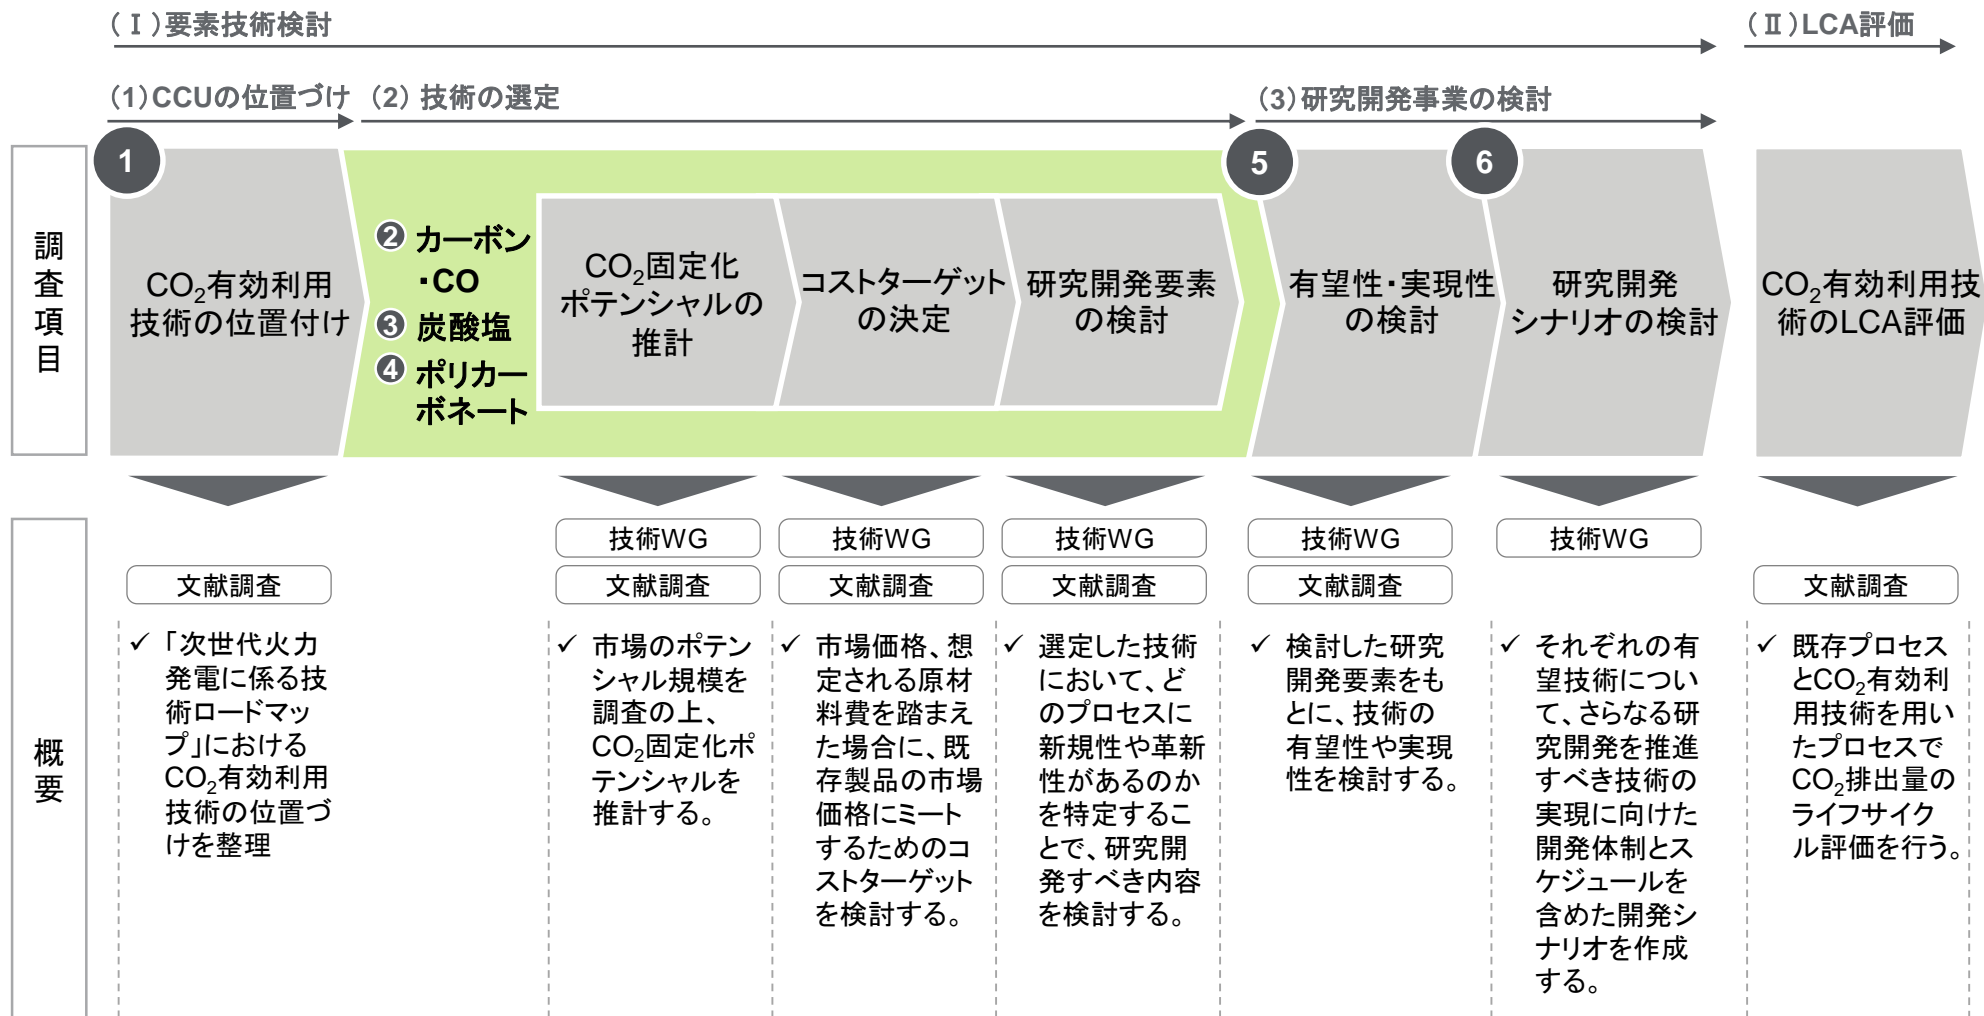 (Ⅰ)要素技術検討
(Ⅱ)LCA評価
(1)CCUの位置づけ
(2) 技術の選定
(3)研究開発事業の検討
調査項目
1
CO2有効利用
技術の位置付け
❷ カーボン
・CO
❸ 炭酸塩
❹ ポリカー
ボネート
CO2固定化
ポテンシャルの
推計
コストターゲット
の決定
研究開発要素
の検討
5
有望性・実現性
の検討
6
研究開発
シナリオの検討
CO2有効利用技
術のLCA評価
概要
文献調査
✓ 「次世代火力
発電に係る技
術ロードマッ
プ」における
CO2有効利用
技術の位置づ
けを整理
技術WG
文献調査
✓ 市場のポテン
シャル規模を
調査の上、
CO2固定化ポ
テンシャルを
推計する。
技術WG
文献調査
✓ 市場価格、想
定される原材
料費を踏まえ
た場合に、既
存製品の市場
価格にミート
するためのコ
ストターゲット
を検討する。
技術WG
文献調査
✓ 選定した技術
において、ど
のプロセスに
新規性や革新
性があるのか
を特定するこ
とで、研究開
発すべき内容
を検討する。
技術WG
文献調査
✓ 検討した研究
開発要素をも
とに、技術の
有望性や実現
性を検討する。
技術WG
✓ それぞれの有
望技術につい
て、さらなる研
究開発を推進
すべき技術の
実現に向けた
開発体制とス
ケジュールを
含めた開発シ
ナリオを作成
する。
文献調査
✓ 既存プロセス
とCO2有効利
用技術を用い
たプロセスで
CO2排出量の
ライフサイク
ル評価を行う。